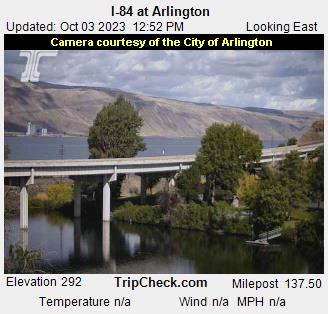 I-84 at Arlington
Updated: Oct 03 2023 12:52 PM Looking East
Camera courtesy of the City of Arlington
Elevation 292 TripCheck.com Milepost 137.50
Temperature n/a Wind n/a MPH n/a